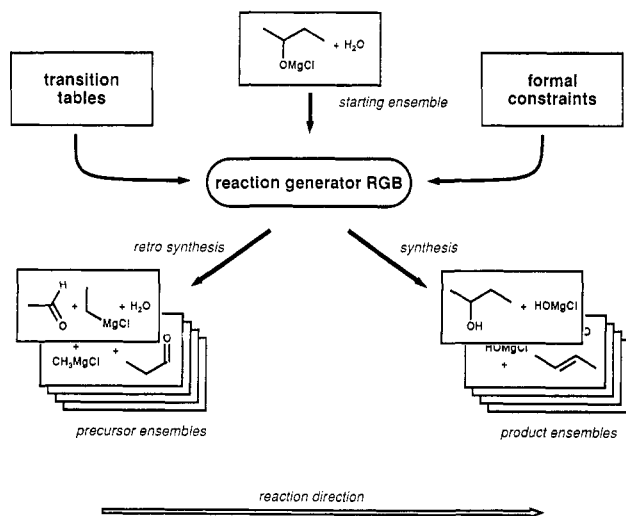 + H₂O
OMgCl
transition
tables
starting ensemble
formal
constraints
reaction generator RGB
retro synthesis
synthesis
H
+
+ H₂O
O
MgCl
+
CH₃MgCl
+
O
+ HOMgCl
OH
O
HOMgCl
+
precursor ensembles
product ensembles
reaction direction